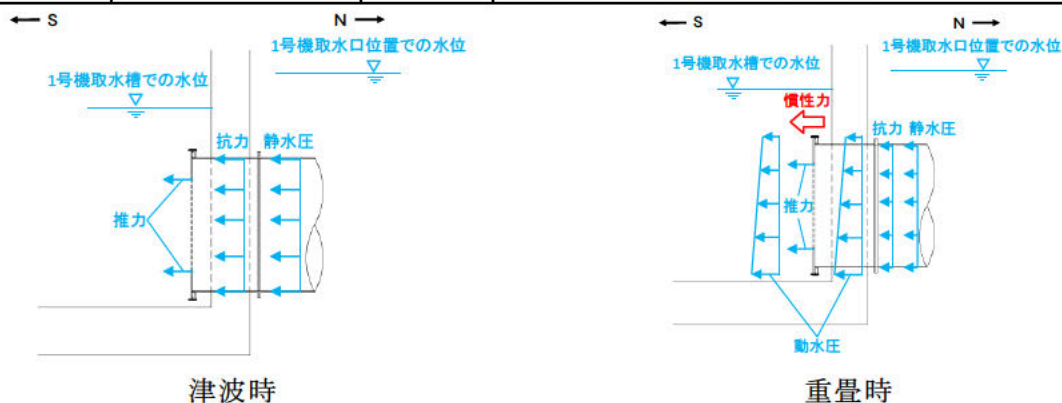 S
N
1号機取水口位置での水位
1号機取水槽での水位
抗力
静水圧
推力
津波時
S
N
1号機取水口位置での水位
1号機取水槽での水位
慣性力
抗力
静水圧
推力
動水圧
重畳時